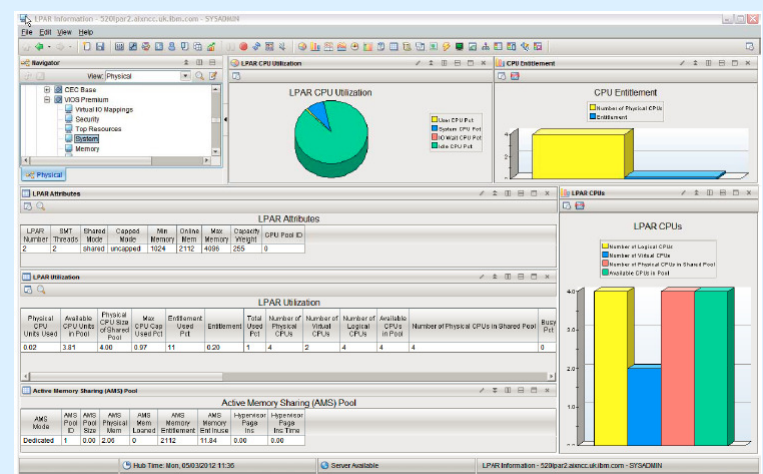 LPAR Information - 520lpar2.aixncc.uk.ibm.com - SYSADMIN
File Edit View Help
Navigator
View: Physical
CEC Base
VIOS Premium
Virtual IO Mappings
Security
Top Resources
System
Memory
Physical
LPAR CPU Utilization
LPAR CPU Utilization
User CPU Pct
System CPU Pct
IO Wait CPU Pct
Idle CPU Pct
CPU Entitlement
CPU Entitlement
Number of Physical CPUs
Entitlement
4
2
LPAR Attributes
LPAR Attributes
LPAR Number SMT Threads Shared Mode Capped Mode Min Memory Online Mem Max Memory Capacity Weight CPU Pool ID
2 2 shared uncapped 1024 2112 4096 255 0
LPAR Utilization
LPAR Utilization
Physical CPU Units Used Available CPU Units in Pool Physical CPU Size of Shared Pool Max CPU Cap Used Pct Entitlement Used Pct Entitlement Total Used Pct Number of Physical CPUs Number of Virtual CPUs Number of Logical CPUs Available CPUs in Pool Number of Physical CPUs in Shared Pool Busy Pct
0.02 3.81 4.00 0.97 11 0.20 1 4 2 4 4 4 0
Active Memory Sharing (AMS) Pool
Active Memory Sharing (AMS) Pool
AMS Mode AMS Pool ID AMS Pool Size AMS Physical Mem AMS Mem Loaned AMS Memory Entitlement AMS Memory Ent Inuse Hypervisor Page Ins Hypervisor Page Ins Time
Dedicated 1 0.00 2.06 0 2112 11.84 0.00 0.00
LPAR CPUs
LPAR CPUs
Number of Logical CPUs
Number of Virtual CPUs
Number of Physical CPUs in Shared Pool
Available CPUs in Pool
4.0
3.0
2.0
1.0
Hub Time: Mon, 05/03/2012 11:36
Server Available
LPAR Information - 520lpar2.aixncc.uk.ibm.com - SYSADMIN